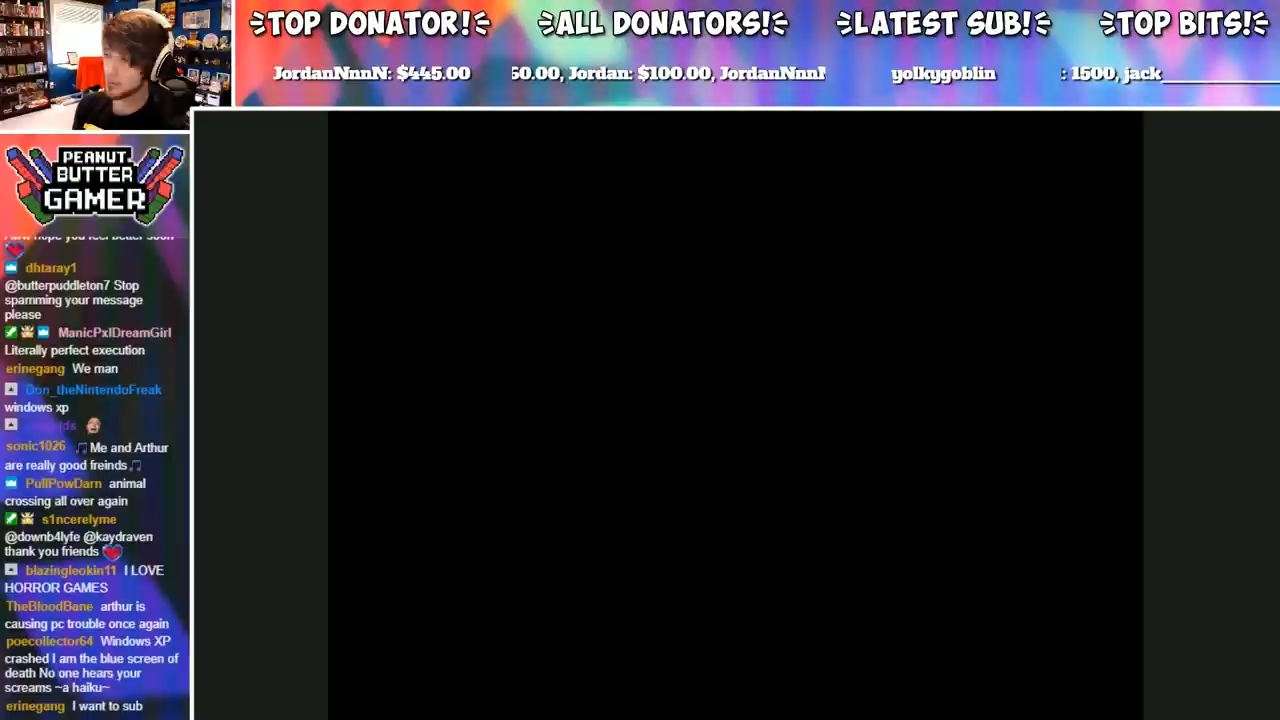 TOP DONATOR!
ALL DONATORS!
LATEST SUB!
TOP BITS!
JordanNnnN: $445.00
60.00, Jordan: $100.00, JordanNnnN
yolkygoblin
: 1500, jack
PEANUT
BUTTER
GAMER
dhtaray1
@butterpuddleton7 Stop
spamming your message
please
ManicPxlDreamGirl
Literally perfect execution
erinegang We man
Don_theNintendoFreak
windows xp
sonic1026 🎵Me and Arthur
are really good freinds🎵
PullPowDarn animal
crossing all over again
s1ncerelyme
@downb4lyfe @kaydraven
thank you friends
blazingleokin11 I LOVE
HORROR GAMES
TheBloodBane arthur is
causing pc trouble once again
poecollector64 Windows XP
crashed I am the blue screen of
death No one hears your
screams ~a haiku~
erinegang I want to sub